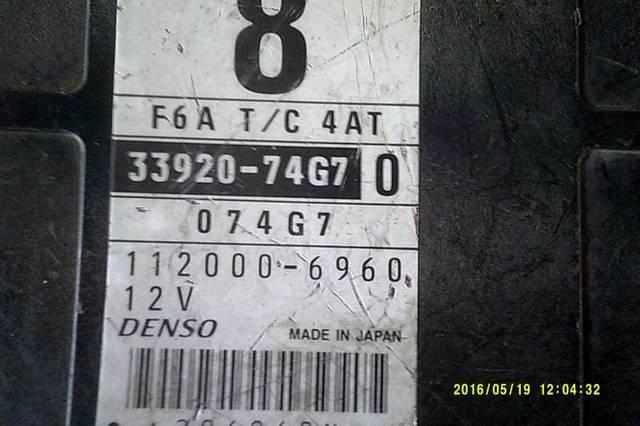 8
F6A T/C 4AT
33920-74G7 0
074G7
112000-6960
12V
DENSO MADE IN JAPAN
2016/05/19 12:04:32